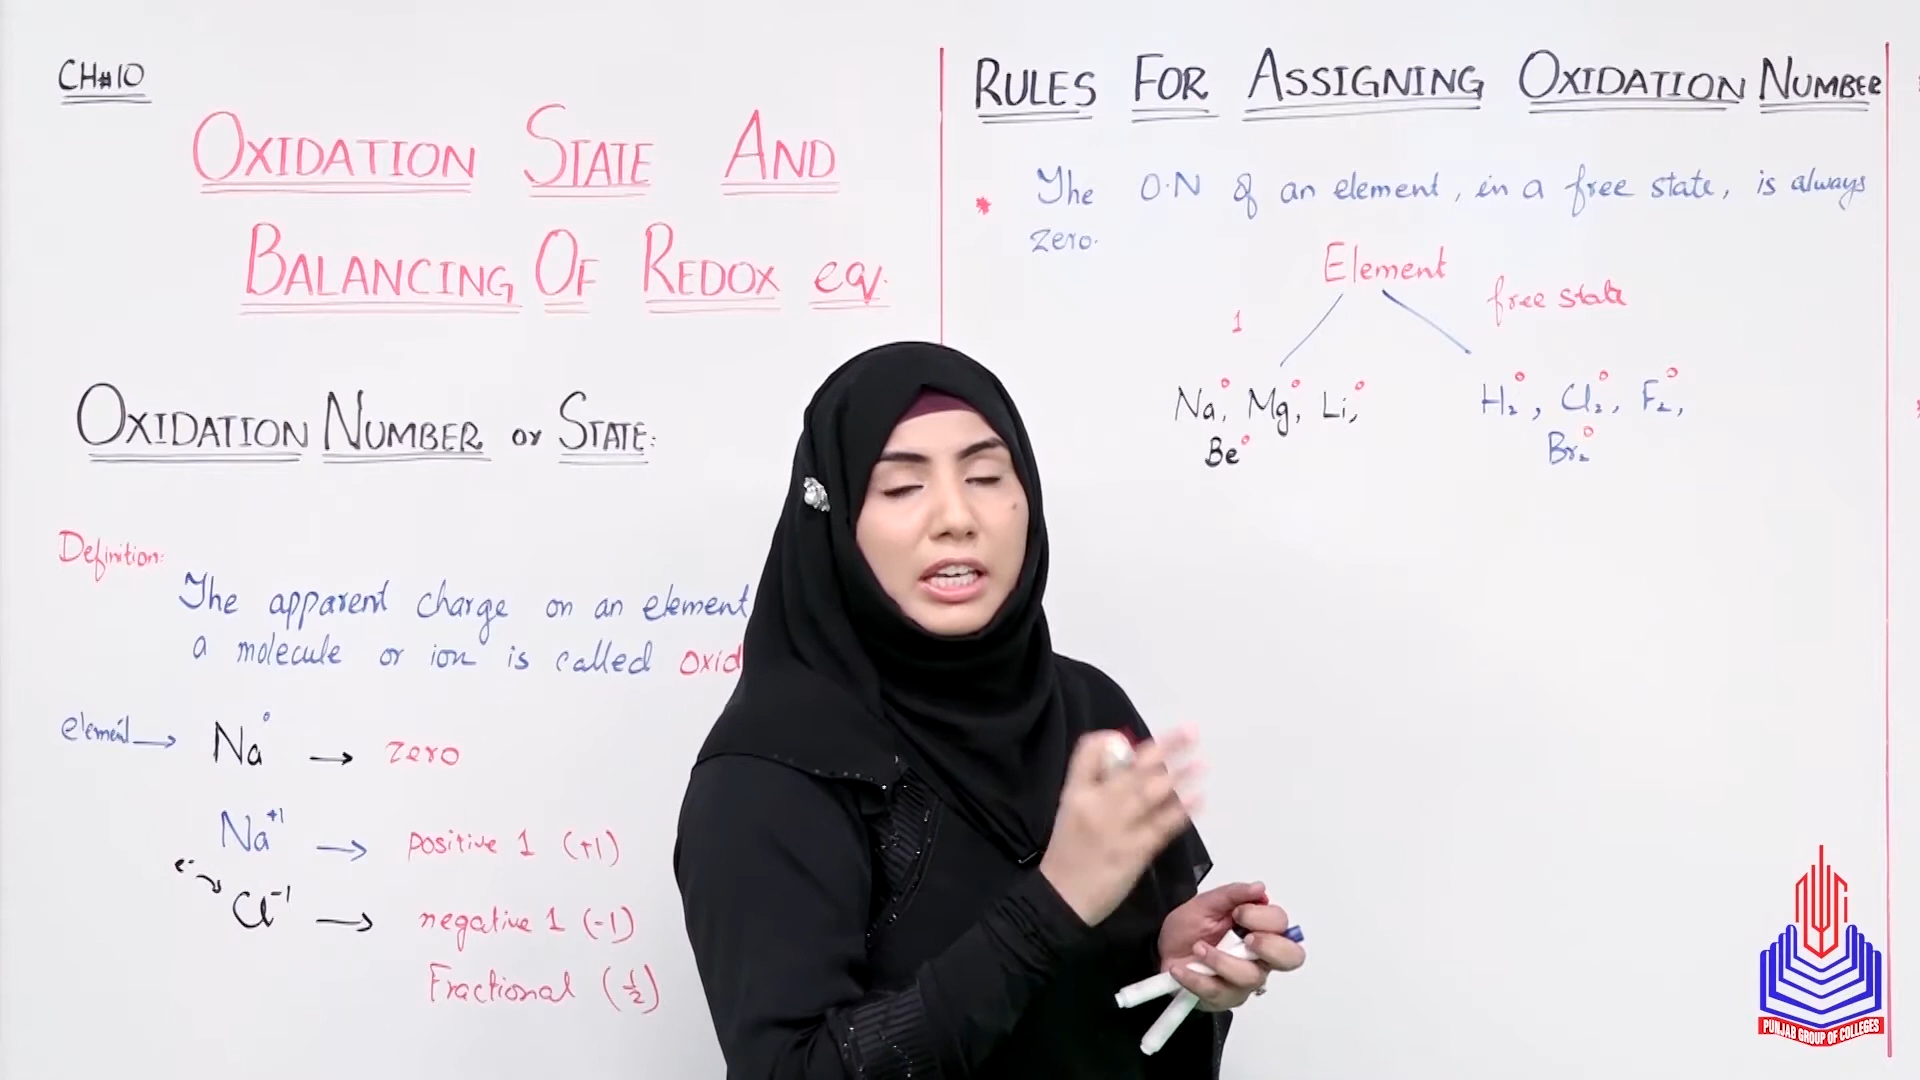 CH#10
OXIDATION STATE AND
BALANCING OF REDOX eq.
OXIDATION NUMBER or STATE:
Definition:
The apparent charge on an element
a molecule or ion is called oxid
element → Na° → zero
Na⁺¹ → positive 1 (+1)
e⁻
Cl⁻¹ → negative 1 (-1)
Fractional (½)
RULES FOR ASSIGNING OXIDATION NUMBER
* The O.N of an element, in a free state, is always
zero.
Element
free state
1
Na°, Mg°, Li°,
Be°
H₂°, Cl₂°, F₂°,
Br₂°
PUNJAB GROUP OF COLLEGES